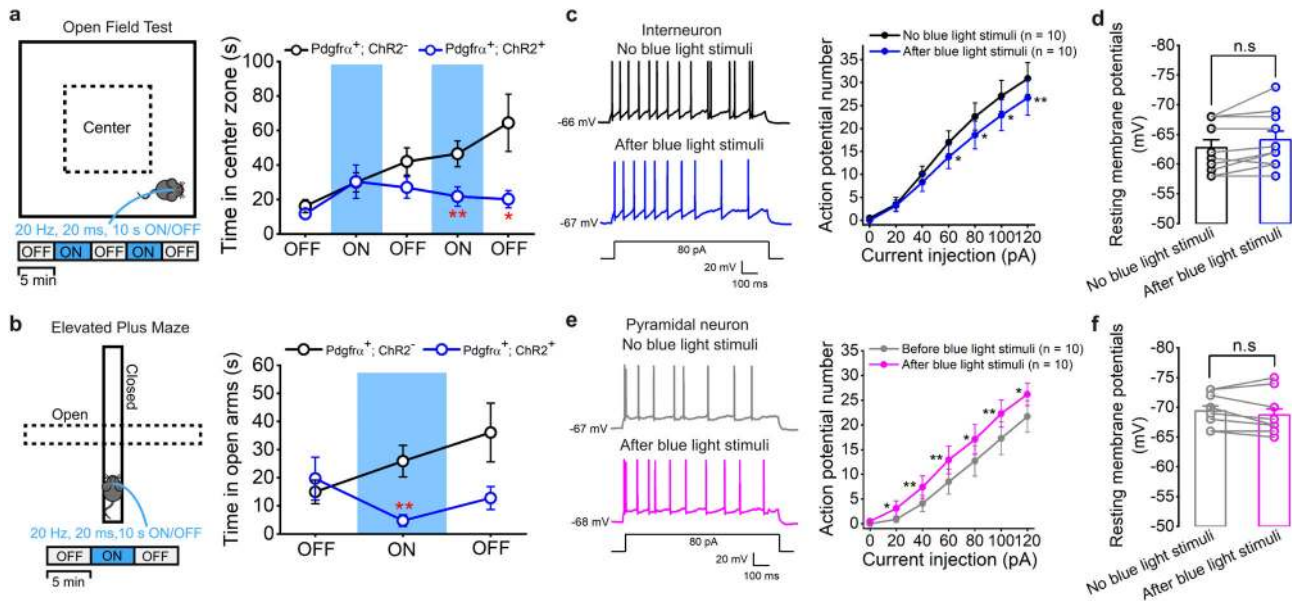 a
Open Field Test
Center
20 Hz, 20 ms, 10 s ON/OFF
OFF ON OFF ON OFF
5 min
Time in center zone (s)
Pdgfrα+; ChR2- Pdgfrα+; ChR2+
100
80
60
40
20
0
** *
OFF ON OFF ON OFF
c
Interneuron
No blue light stimuli
-66 mV
After blue light stimuli
-67 mV
80 pA
20 mV
100 ms
Action potential number
No blue light stimuli (n = 10)
After blue light stimuli (n = 10)
35
30
25
20
15
10
5
0
* * * **
0 20 40 60 80 100 120
Current injection (pA)
d
Resting membrane potentials
(mV)
n.s
-80
-75
-70
-65
-60
-55
-50
No blue light stimuli
After blue light stimuli
b
Elevated Plus Maze
Closed
Open
20 Hz, 20 ms,10 s ON/OFF
OFF ON OFF
5 min
Time in open arms (s)
Pdgfrα+; ChR2- Pdgfrα+; ChR2+
60
50
40
30
20
10
0
**
OFF ON OFF
e
Pyramidal neuron
No blue light stimuli
-67 mV
After blue light stimuli
-68 mV
80 pA
20 mV
100 ms
Action potential number
Before blue light stimuli (n = 10)
After blue light stimuli (n = 10)
35
30
25
20
15
10
5
0
* ** ** * ** *
0 20 40 60 80 100 120
Current injection (pA)
f
Resting membrane potentials
(mV)
n.s
-80
-75
-70
-65
-60
-55
-50
No blue light stimuli
After blue light stimuli